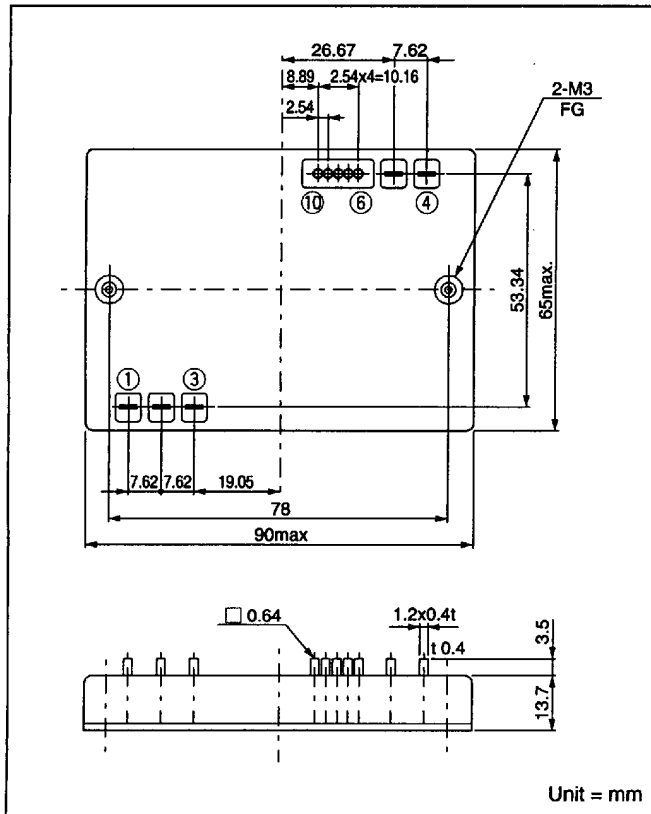 26.67
7.62
8.89
2.54x4=10.16
2.54
2-M3
FG
⑩
⑥
④
53.34
65max.
①
③
7.62
7.62
19.05
78
90max
□ 0.64
1.2x0.4t
t 0.4
3.5
13.7
Unit = mm